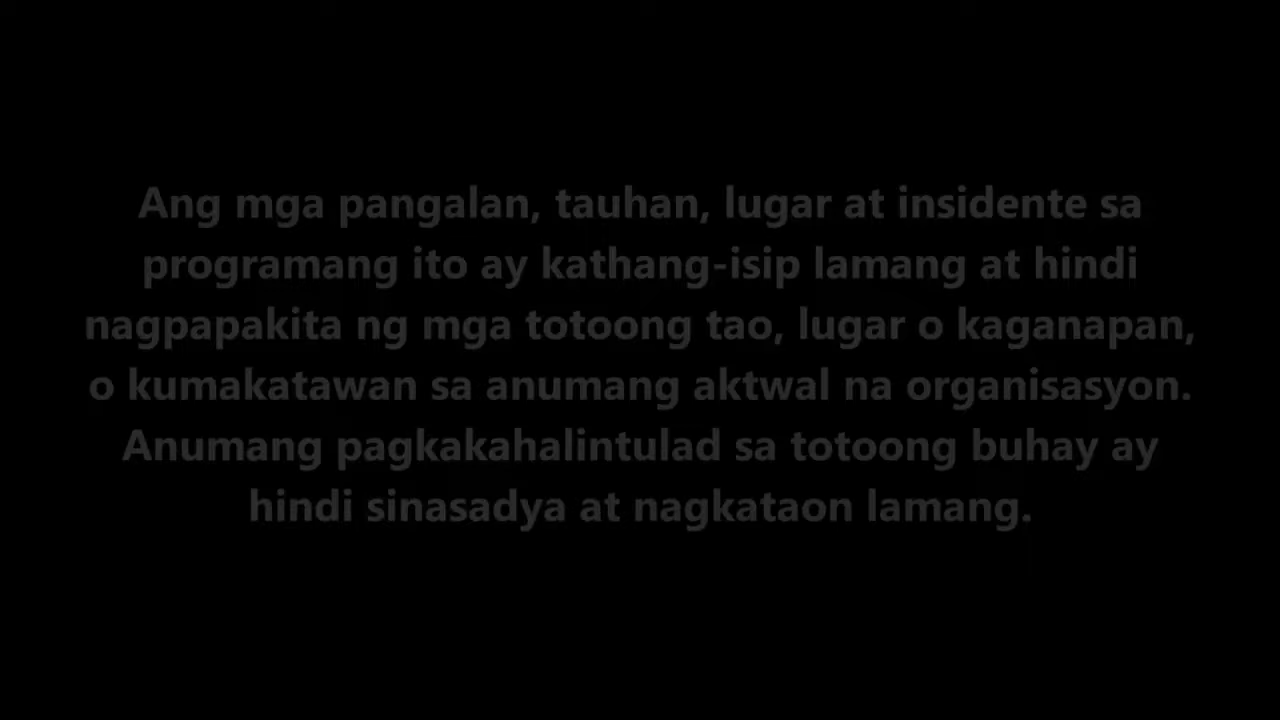 Ang mga pangalan, tauhan, lugar at insidente sa
programang ito ay kathang-isip lamang at hindi
nagpapakita ng mga totoong tao, lugar o kaganapan,
o kumakatawan sa anumang aktwal na organisasyon.
Anumang pagkakahalintulad sa totoong buhay ay
hindi sinasadya at nagkataon lamang.